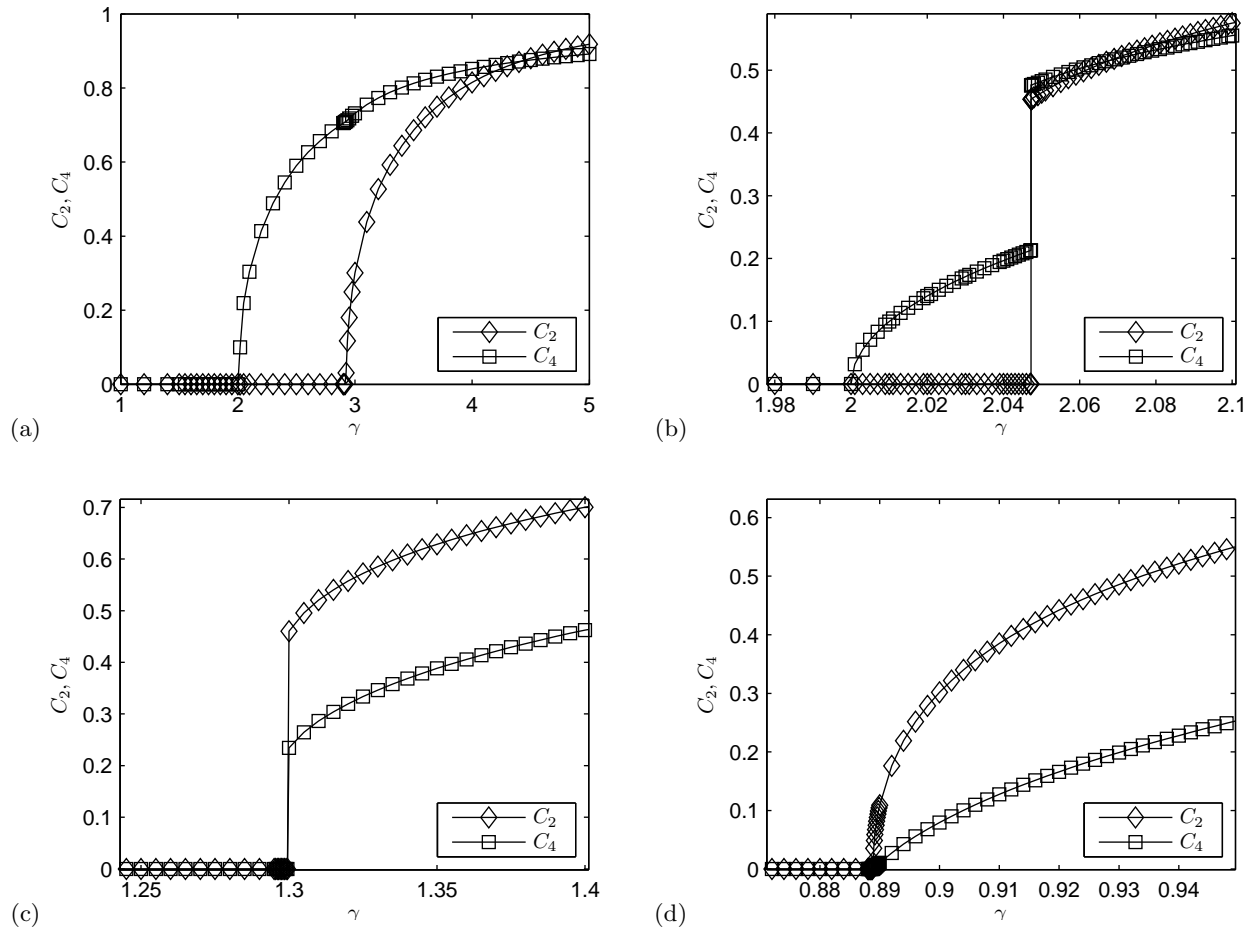 1
0.8
0.6
0.4
0.2
0
C₂, C₄
1 2 3 4 5
γ
C₂
C₄
(a)
0.5
0.4
0.3
0.2
0.1
0
C₂, C₄
1.98 2 2.02 2.04 2.06 2.08 2.1
γ
C₂
C₄
(b)
0.7
0.6
0.5
0.4
0.3
0.2
0.1
0
C₂, C₄
1.25 1.3 1.35 1.4
γ
C₂
C₄
(c)
0.6
0.5
0.4
0.3
0.2
0.1
0
C₂, C₄
0.88 0.89 0.9 0.91 0.92 0.93 0.94
γ
C₂
C₄
(d)